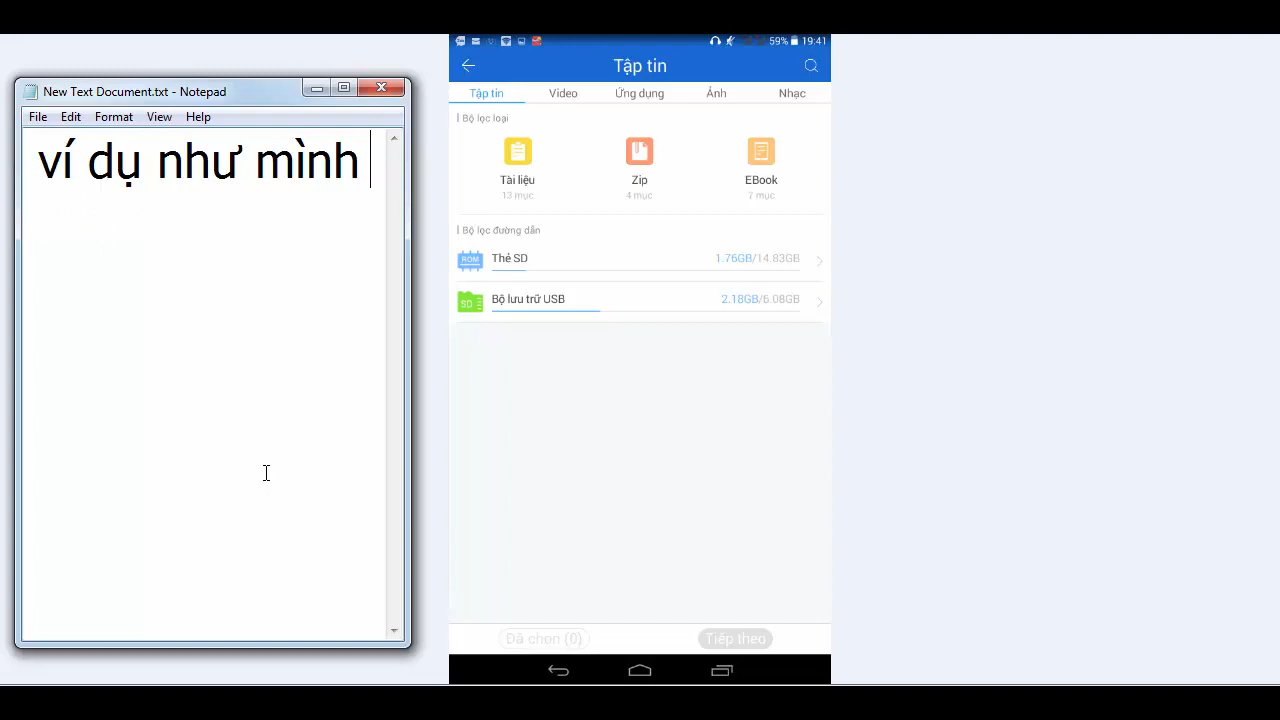 New Text Document.txt - Notepad
File Edit Format View Help
ví dụ như mình
59% 19:41
Tập tin
Tập tin Video Ứng dụng Ảnh Nhạc
Bộ lọc loại
Tài liệu Zip EBook
13 mục 4 mục 7 mục
Bộ lọc đường dẫn
ROM Thẻ SD 1.76GB/14.83GB
SD Bộ lưu trữ USB 2.18GB/6.08GB
Đã chọn (0) Tiếp theo